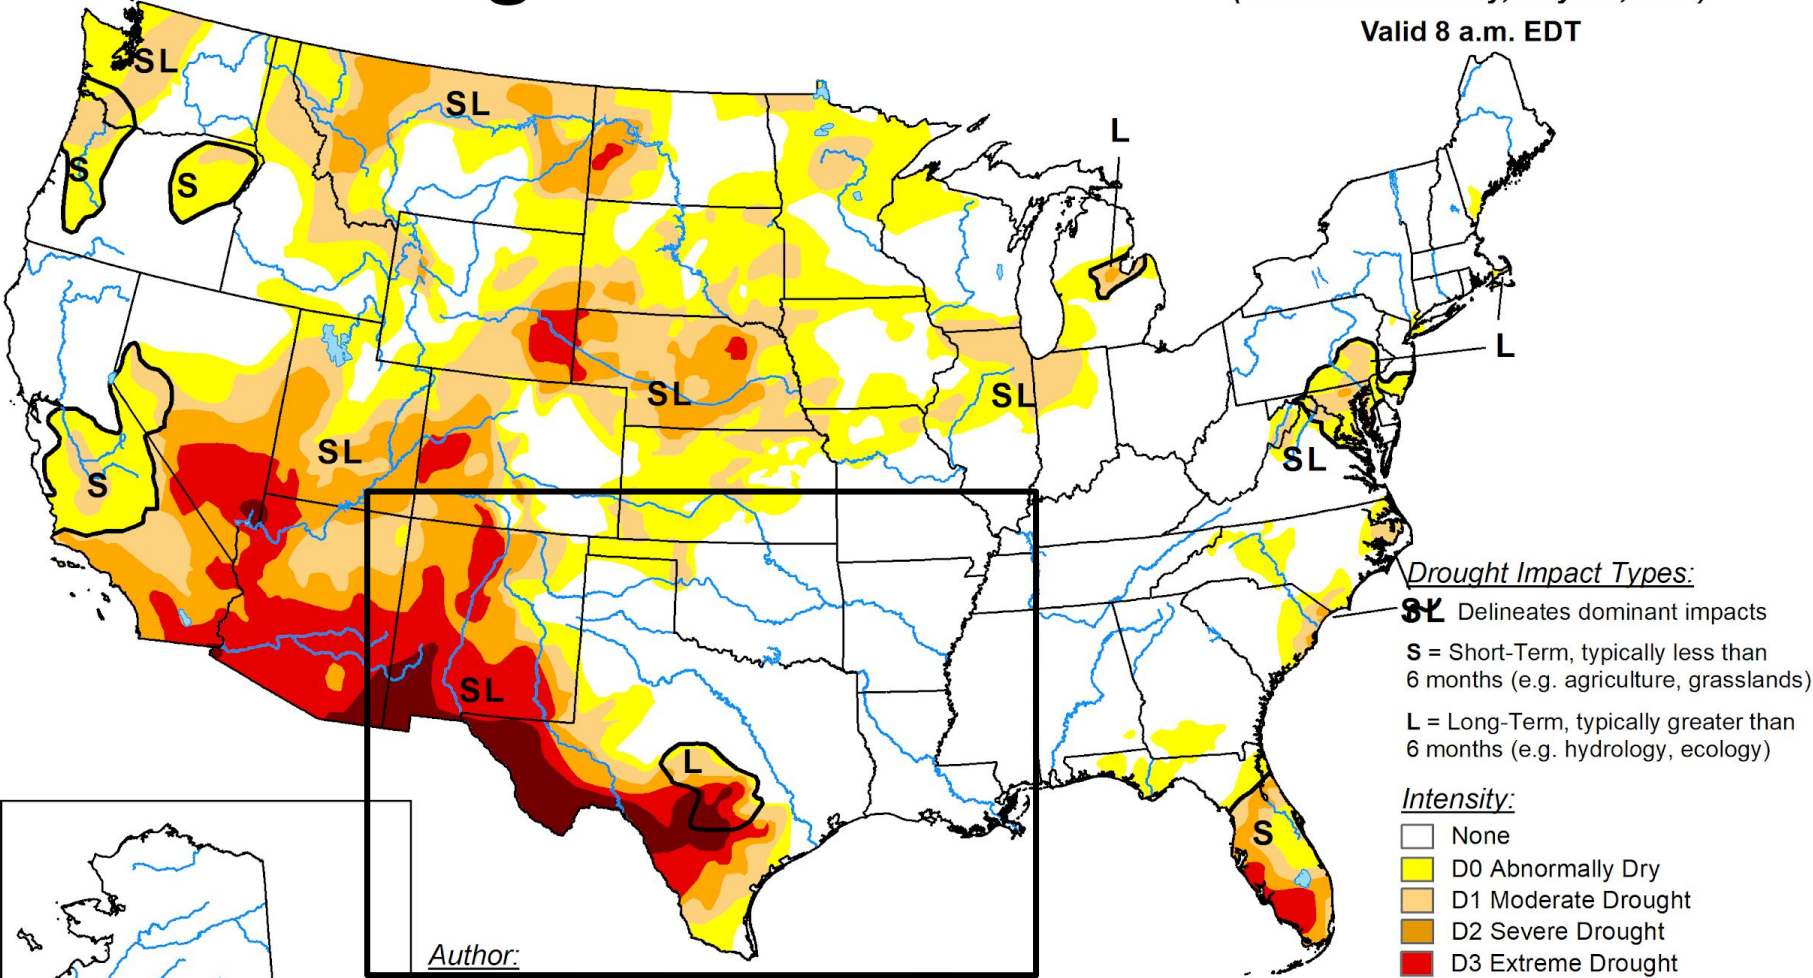 Valid 8 a.m. EDT
SL
SL
L
S
S
L
SL
SL
SL
SL
S
SL
L
S
Drought Impact Types:
SL Delineates dominant impacts
S = Short-Term, typically less than
6 months (e.g. agriculture, grasslands)
L = Long-Term, typically greater than
6 months (e.g. hydrology, ecology)
Intensity:
None
D0 Abnormally Dry
D1 Moderate Drought
D2 Severe Drought
D3 Extreme Drought
Author: